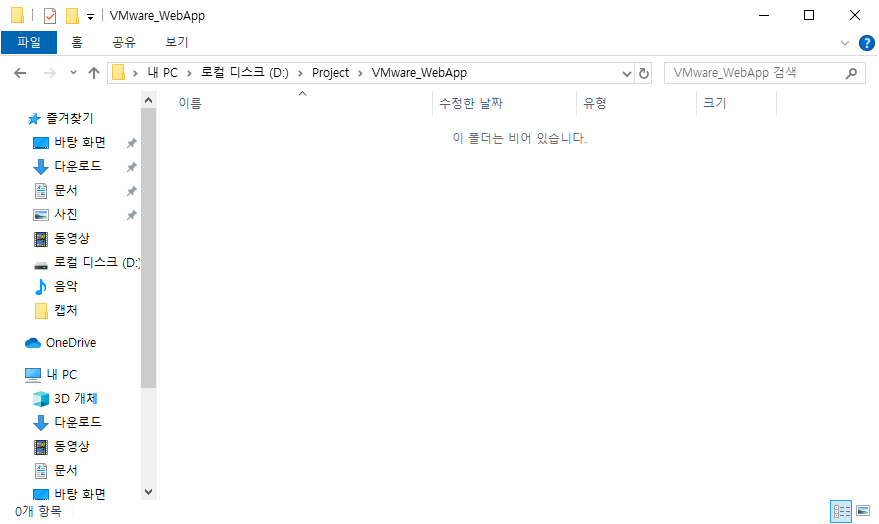 VMware_WebApp
파일 홈 공유 보기
내 PC 로컬 디스크 (D:) Project VMware_WebApp VMware_WebApp 검색
이름 수정한 날짜 유형 크기
이 폴더는 비어 있습니다.
즐겨찾기
바탕 화면
다운로드
문서
사진
동영상
로컬 디스크 (D:)
음악
캡처
OneDrive
내 PC
3D 개체
다운로드
동영상
문서
바탕 화면
0개 항목